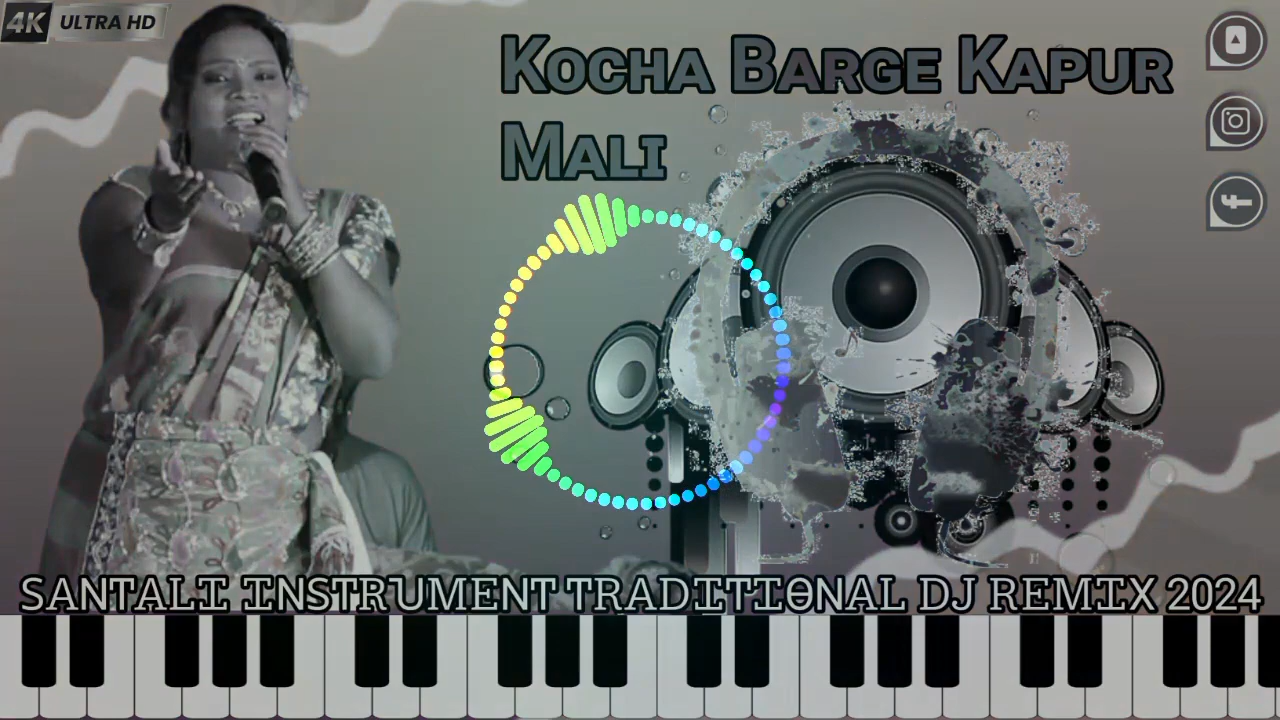 4K ULTRA HD
KOCHA BARGE KAPUR
MALI
SANTALI INSTRUMENT TRADITIONAL DJ REMIX 2024